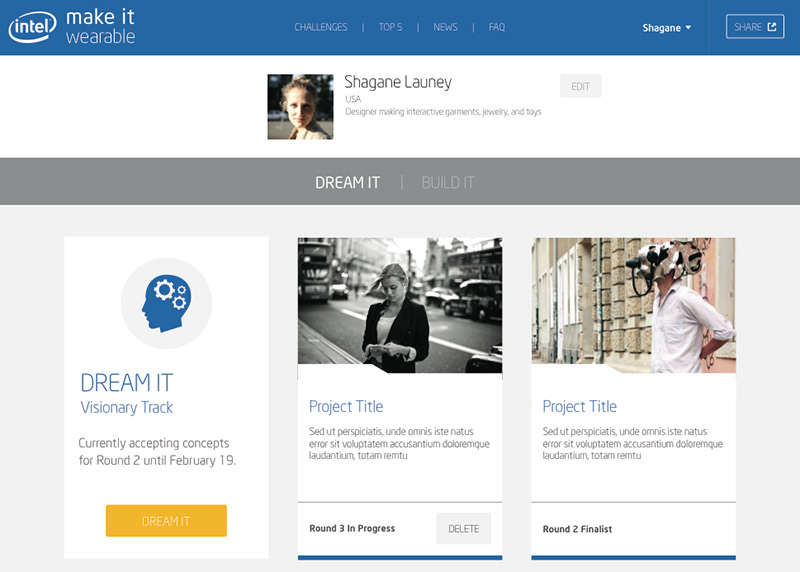 intel make it
wearable
CHALLENGES | TOP 5 | NEWS | FAQ
Shagane
SHARE
Shagane Launey
USA
Designer making interactive garments, jewelry, and toys
EDIT
DREAM IT | BUILD IT
DREAM IT
Visionary Track
Currently accepting concepts
for Round 2 until February 19.
DREAM IT
Project Title
Sed ut perspiciatis, unde omnis iste natus
error sit voluptatem accusantium doloremque
laudantium, totam remtu
Round 3 In Progress
DELETE
Project Title
Sed ut perspiciatis, unde omnis iste natus
error sit voluptatem accusantium doloremque
laudantium, totam remtu
Round 2 Finalist